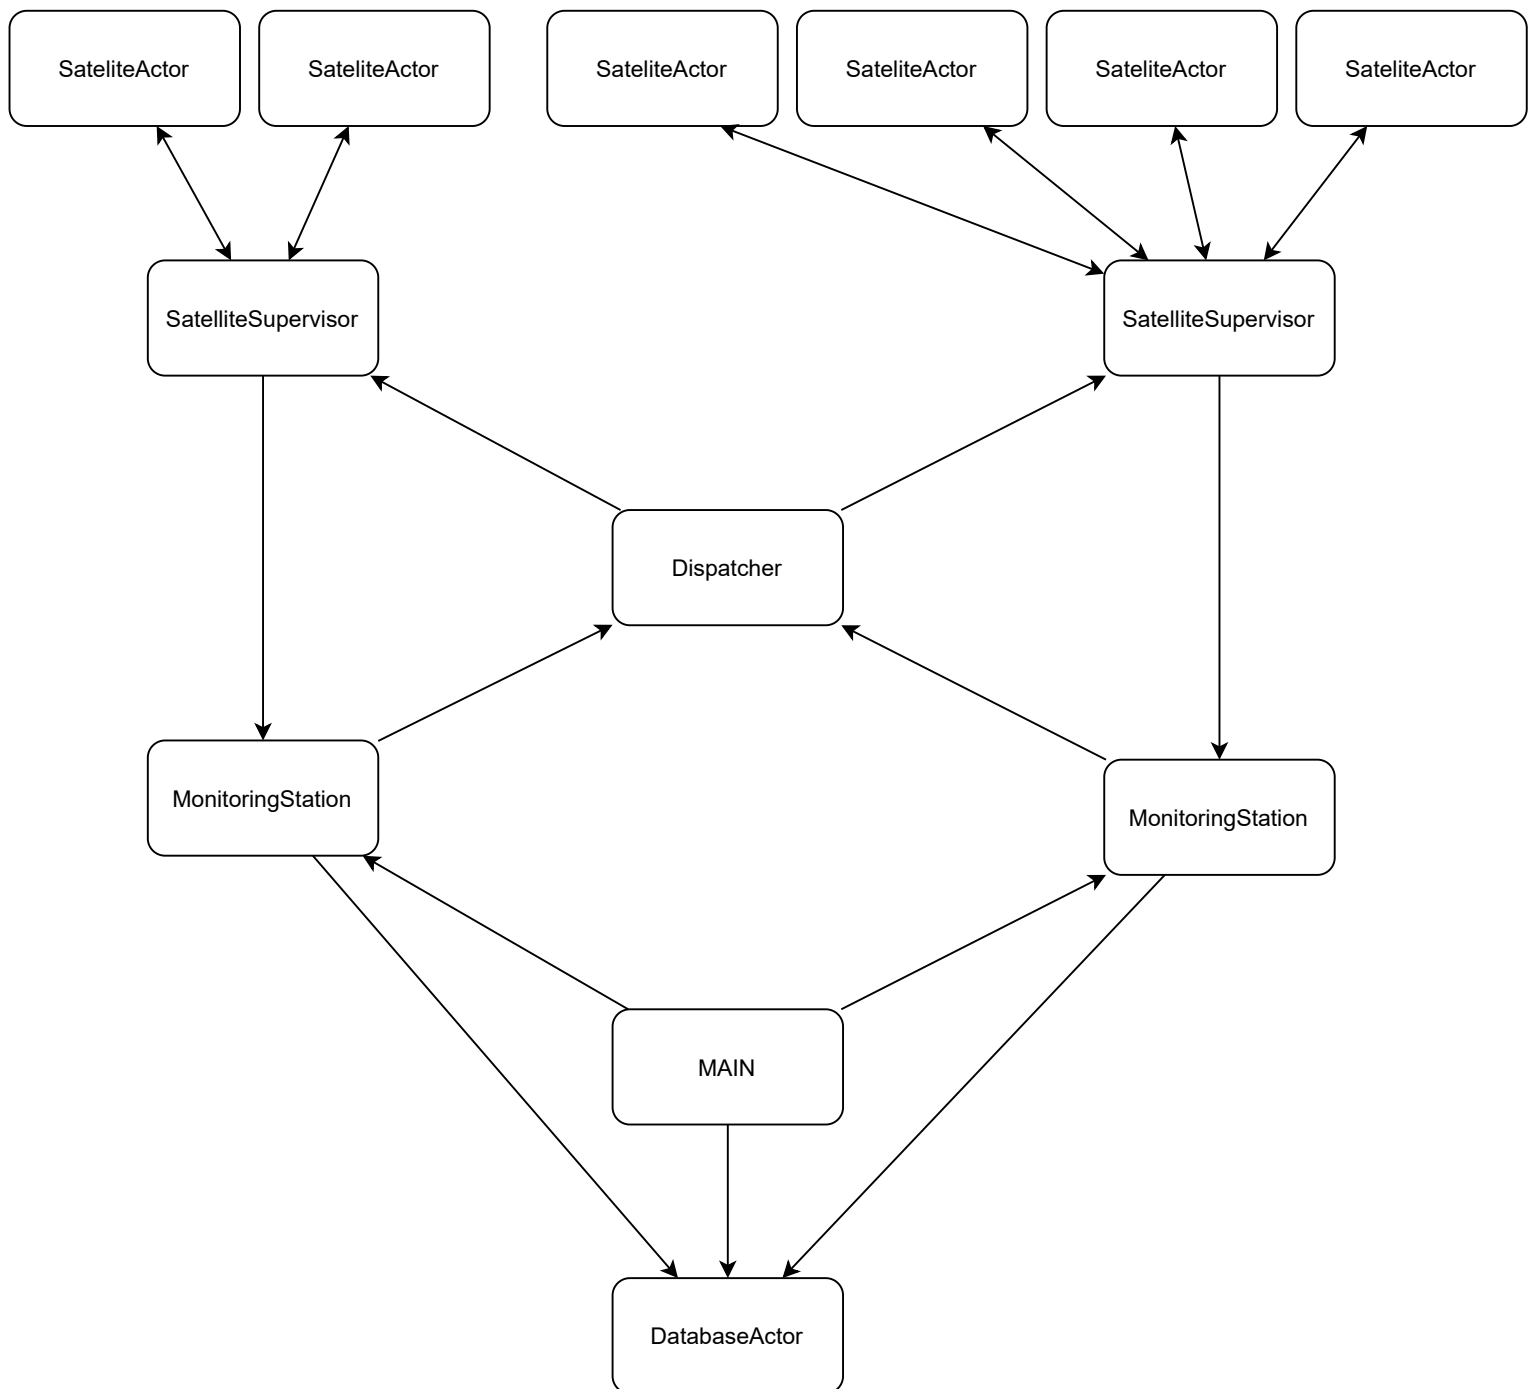 SateliteActor
SateliteActor
SateliteActor
SateliteActor
SateliteActor
SateliteActor
SatelliteSupervisor
SatelliteSupervisor
Dispatcher
MonitoringStation
MonitoringStation
MAIN
DatabaseActor